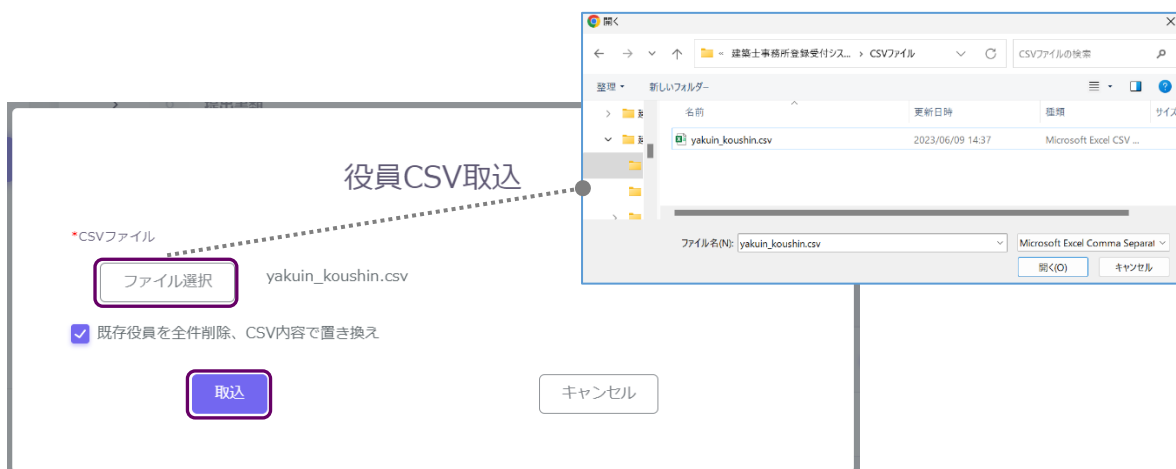 開く
« 建築士事務所登録受付シス... › CSVファイル
CSVファイルの検索
整理
新しいフォルダー
名前
更新日時
種類
サイズ
yakuin_koushin.csv
2023/06/09 14:37
Microsoft Excel CSV ...
ファイル名(N):
yakuin_koushin.csv
Microsoft Excel Comma Separat
開く(O)
キャンセル
役員CSV取込
*CSVファイル
ファイル選択
yakuin_koushin.csv
既存役員を全件削除、CSV内容で置き換え
取込
キャンセル